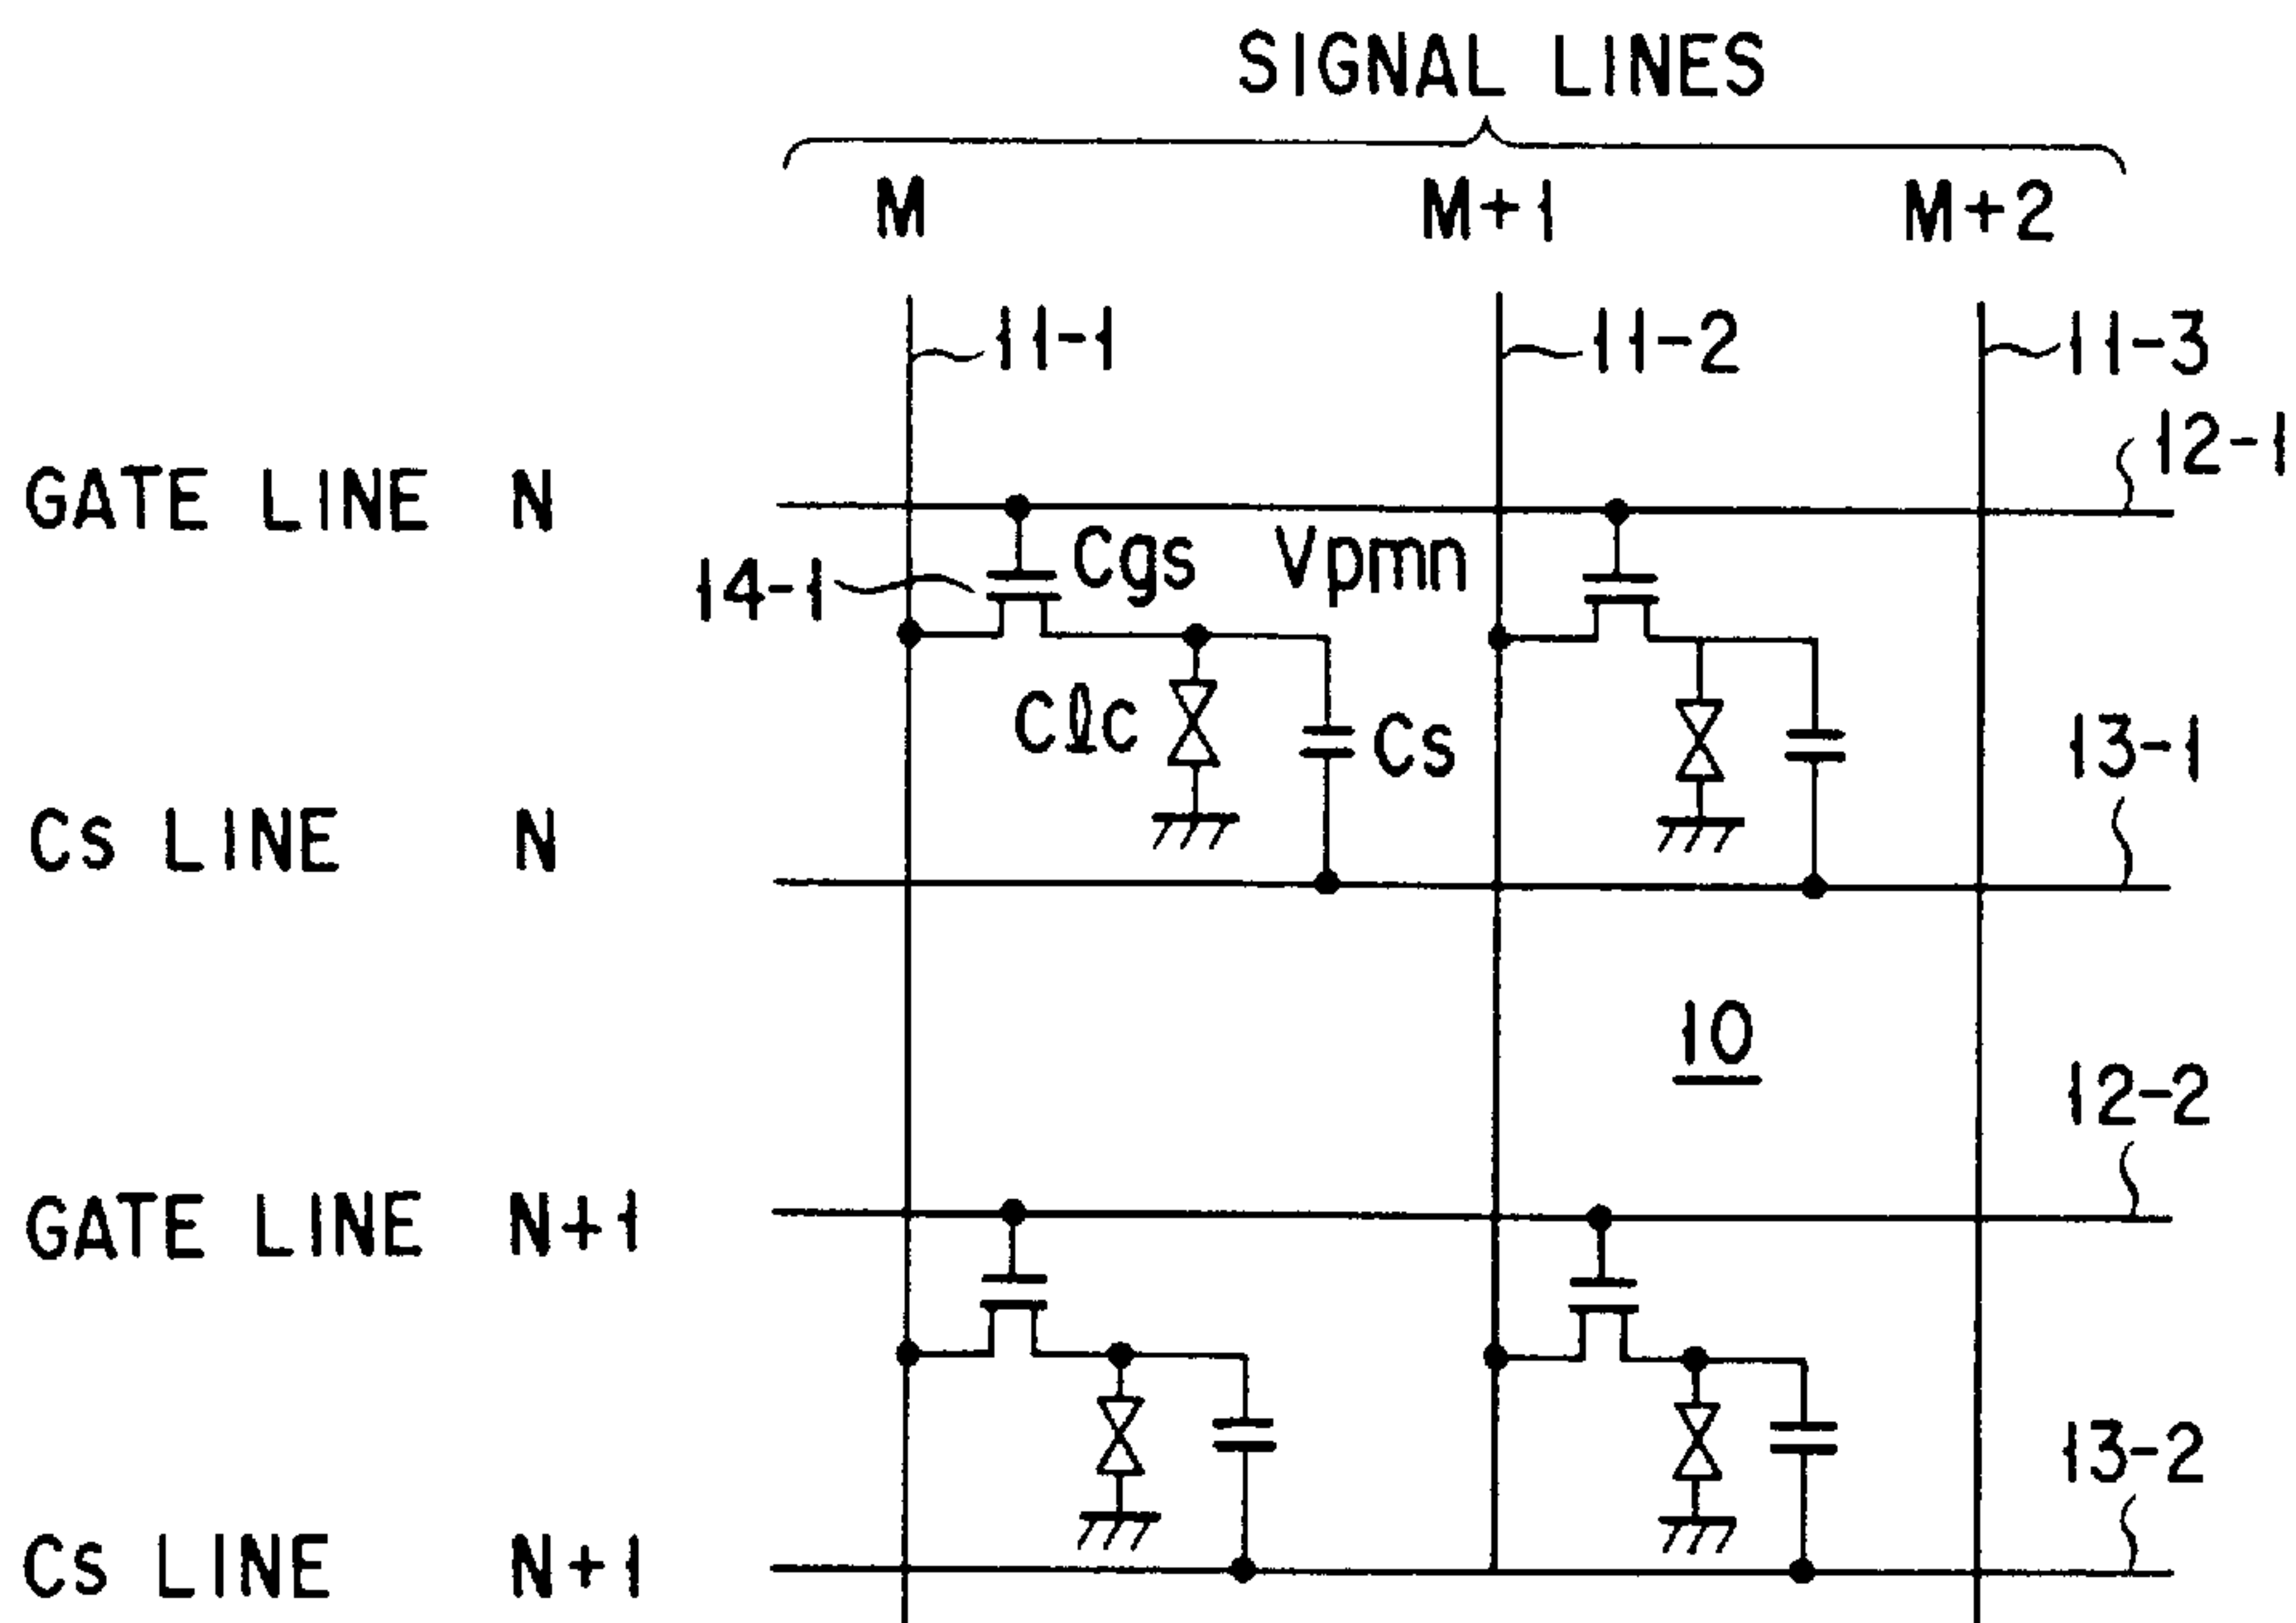 SIGNAL LINES
M M+1 M+2
11-1 11-2 11-3
12-1
GATE LINE N
Cgs Vpmn
14-1
Cℓc Cs 13-1
CS LINE N
10
12-2
GATE LINE N+1
13-2
CS LINE N+1